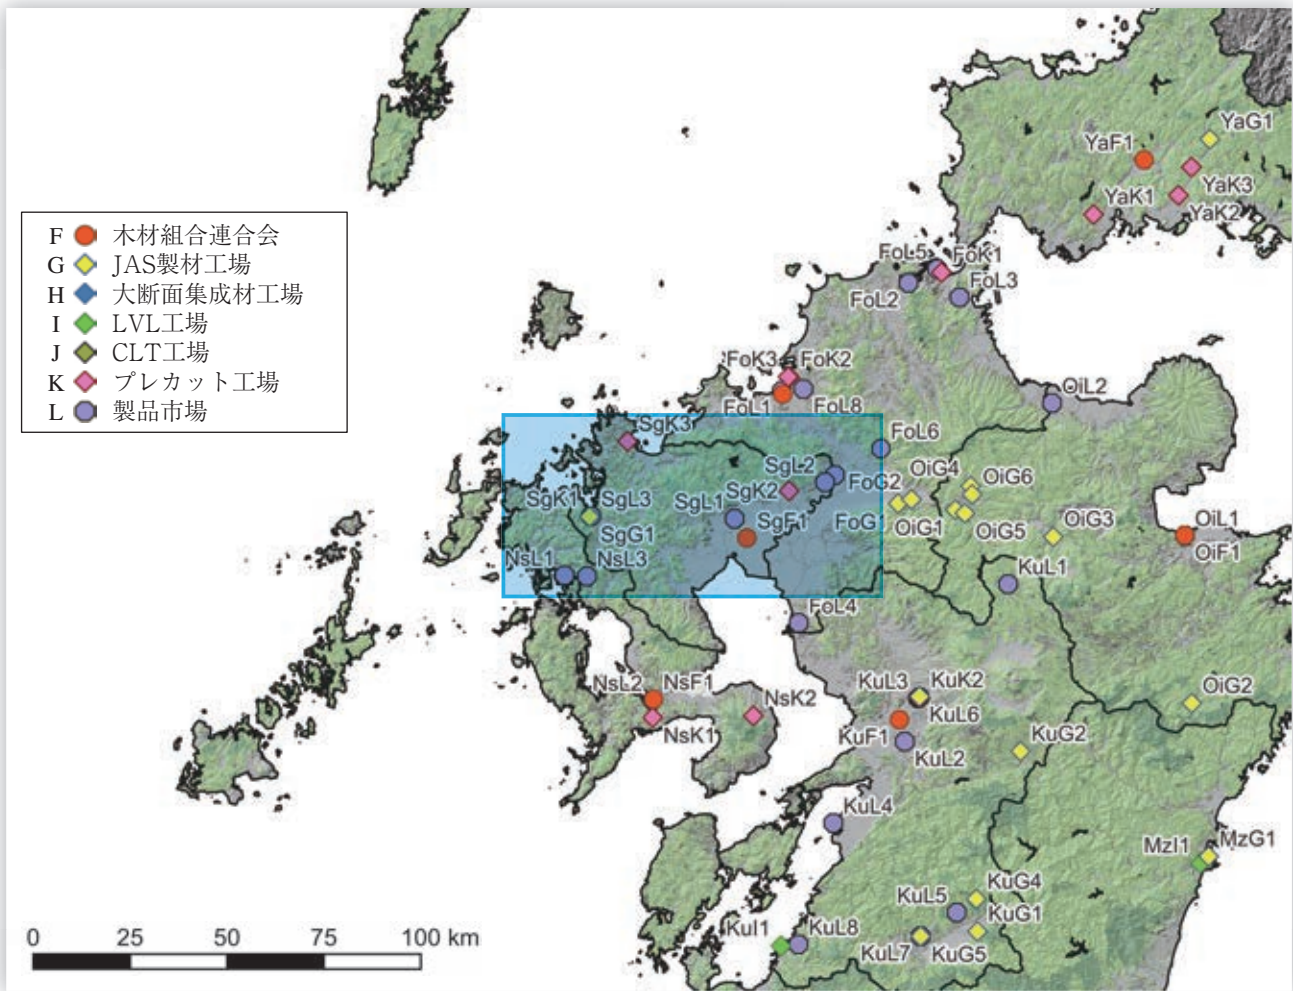 YaG1
YaF1
YaK3
YaK1
YaK2
F 木材組合連合会
G JAS製材工場
H 大断面集成材工場
I LVL工場
J CLT工場
K プレカット工場
L 製品市場
FoL5
FoK1
FoL2
FoL3
FoK3
FoK2
FoL1
FoL8
OiL2
SgK3
FoL6
SgL2
FoG2
OiG4
OiG6
SgK1
SgL3
SgL1
SgK2
SgF1
FoG1
OiG1
OiG5
OiG3
OiL1
OiF1
SgG1
NsL1
NsL3
KuL1
FoL4
NsL2
NsF1
NsK2
NsK1
KuL3
KuK2
KuL6
KuF1
KuL2
KuG2
OiG2
KuL4
MzI1
MzG1
KuG4
KuL5
KuG1
KuI1
KuL8
KuL7
KuG5
0 25 50 75 100 km